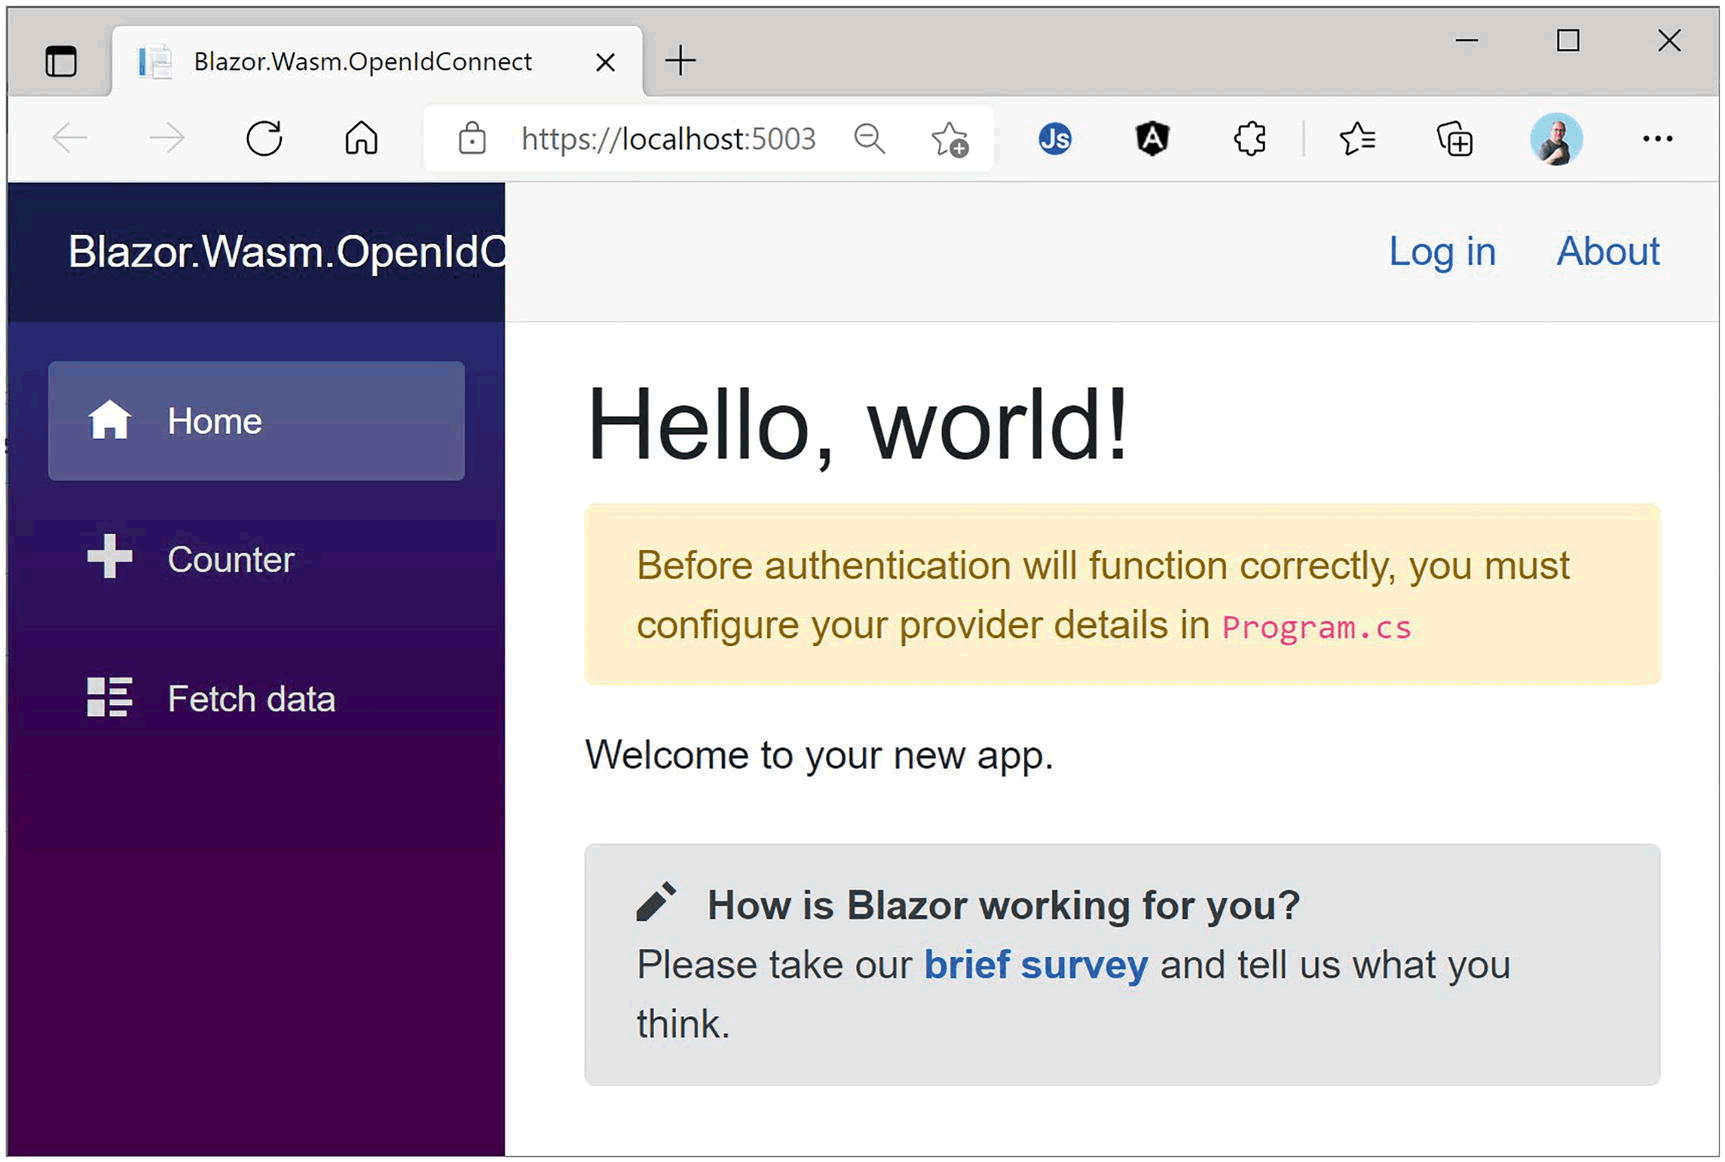 Blazor.Wasm.OpenIdConnect
https://localhost:5003
JS
A
Blazor.Wasm.OpenIdC
Log in
About
Home
Counter
Fetch data
Hello, world!
Before authentication will function correctly, you must
configure your provider details in Program.cs
Welcome to your new app.
How is Blazor working for you?
Please take our brief survey and tell us what you
think.